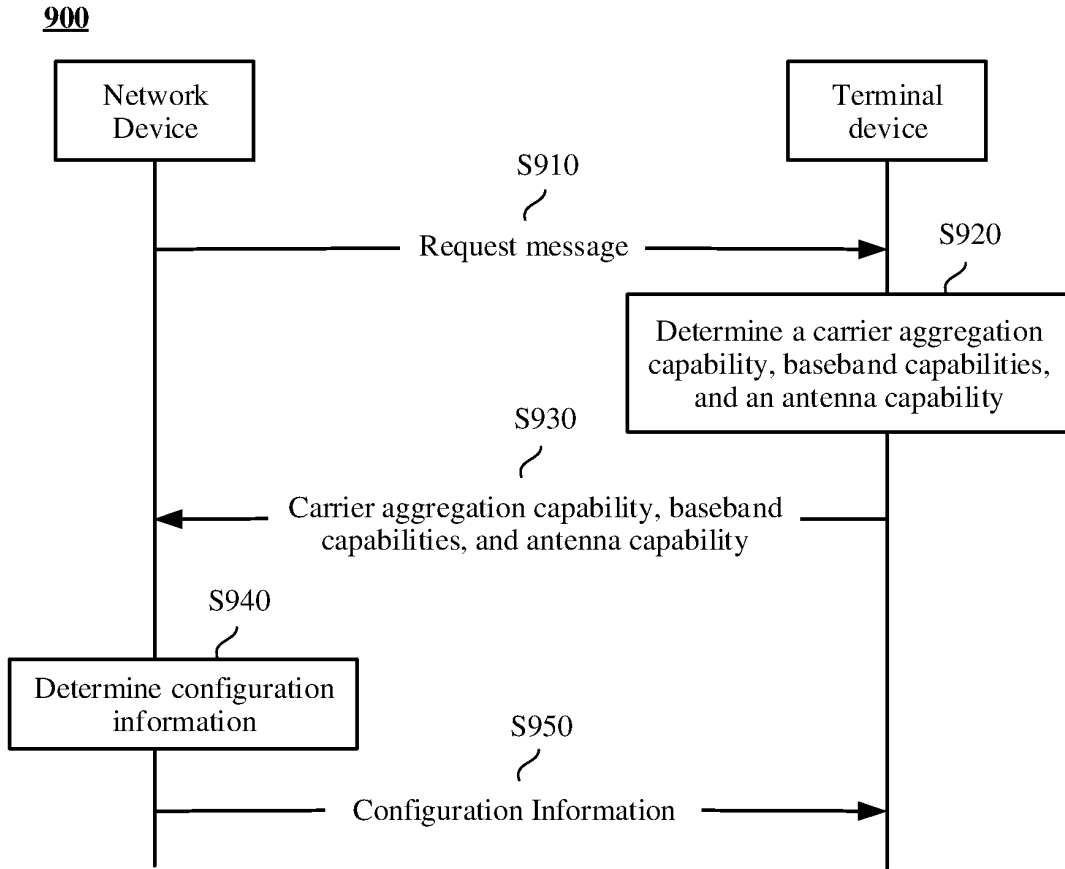 900
Network
Device
Terminal
device
S910
Request message
S920
Determine a carrier aggregation
capability, baseband capabilities,
and an antenna capability
S930
Carrier aggregation capability, baseband
capabilities, and antenna capability
S940
Determine configuration
information
S950
Configuration Information